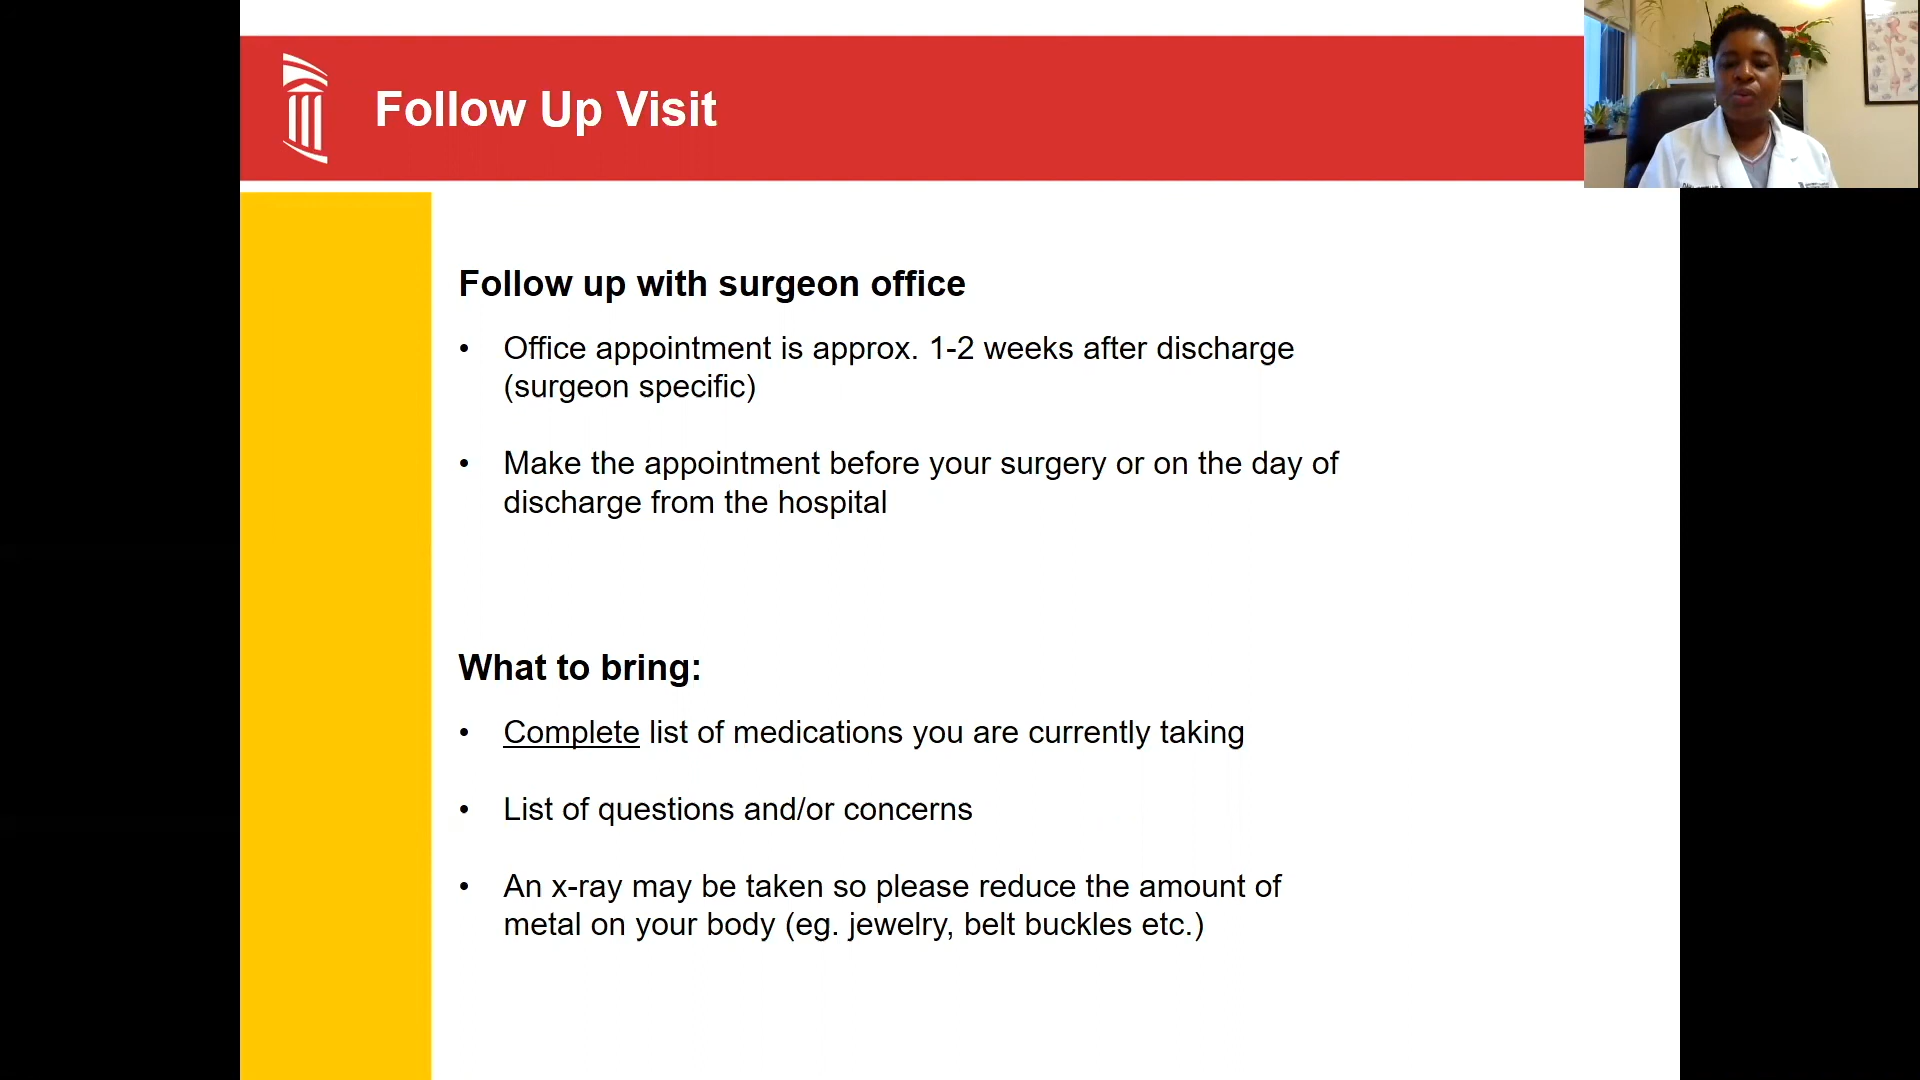 Follow Up Visit
Follow up with surgeon office
• Office appointment is approx. 1-2 weeks after discharge
(surgeon specific)
• Make the appointment before your surgery or on the day of
discharge from the hospital
What to bring:
• Complete list of medications you are currently taking
• List of questions and/or concerns
• An x-ray may be taken so please reduce the amount of
metal on your body (eg. jewelry, belt buckles etc.)